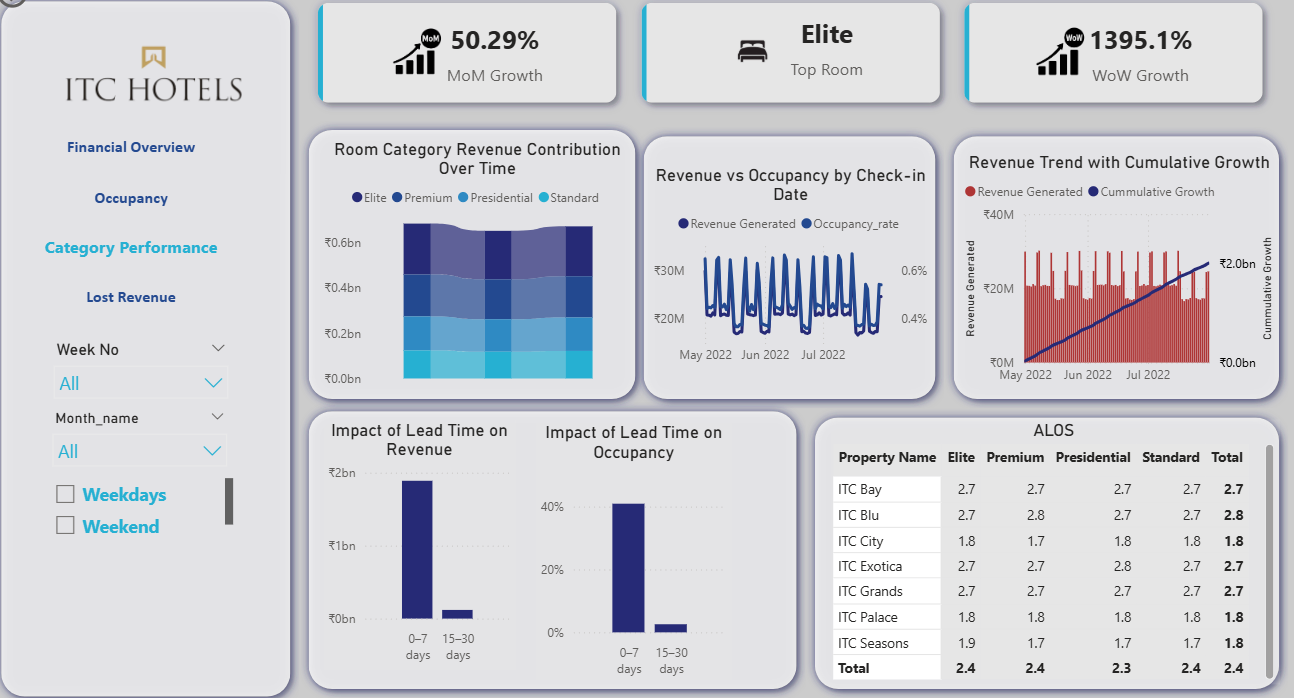 ITC HOTELS
Financial Overview
Occupancy
Category Performance
Lost Revenue
Week No
All
Month_name
All
Weekdays
Weekend
MoM
50.29%
MoM Growth
Elite
Top Room
WoW
1395.1%
WoW Growth
Room Category Revenue Contribution
Over Time
Elite Premium Presidential Standard
₹0.6bn
₹0.4bn
₹0.2bn
₹0.0bn
Revenue vs Occupancy by Check-in
Date
Revenue Generated Occupancy_rate
₹30M
₹20M
0.6%
0.4%
May 2022 Jun 2022 Jul 2022
Revenue Trend with Cumulative Growth
Revenue Generated Cummulative Growth
Revenue Generated
₹40M
₹20M
₹0M
₹2.0bn
₹0.0bn
Cummulative Growth
May 2022 Jun 2022 Jul 2022
Impact of Lead Time on
Revenue
₹2bn
₹1bn
₹0bn
0–7 15–30
days days
Impact of Lead Time on
Occupancy
40%
20%
0%
0–7 15–30
days days
ALOS
Property Name Elite Premium Presidential Standard Total
ITC Bay 2.7 2.7 2.7 2.7 2.7
ITC Blu 2.7 2.8 2.7 2.7 2.8
ITC City 1.8 1.7 1.8 1.8 1.8
ITC Exotica 2.7 2.7 2.8 2.7 2.7
ITC Grands 2.7 2.7 2.7 2.7 2.7
ITC Palace 1.8 1.8 1.8 1.8 1.8
ITC Seasons 1.9 1.7 1.7 1.7 1.8
Total 2.4 2.4 2.3 2.4 2.4